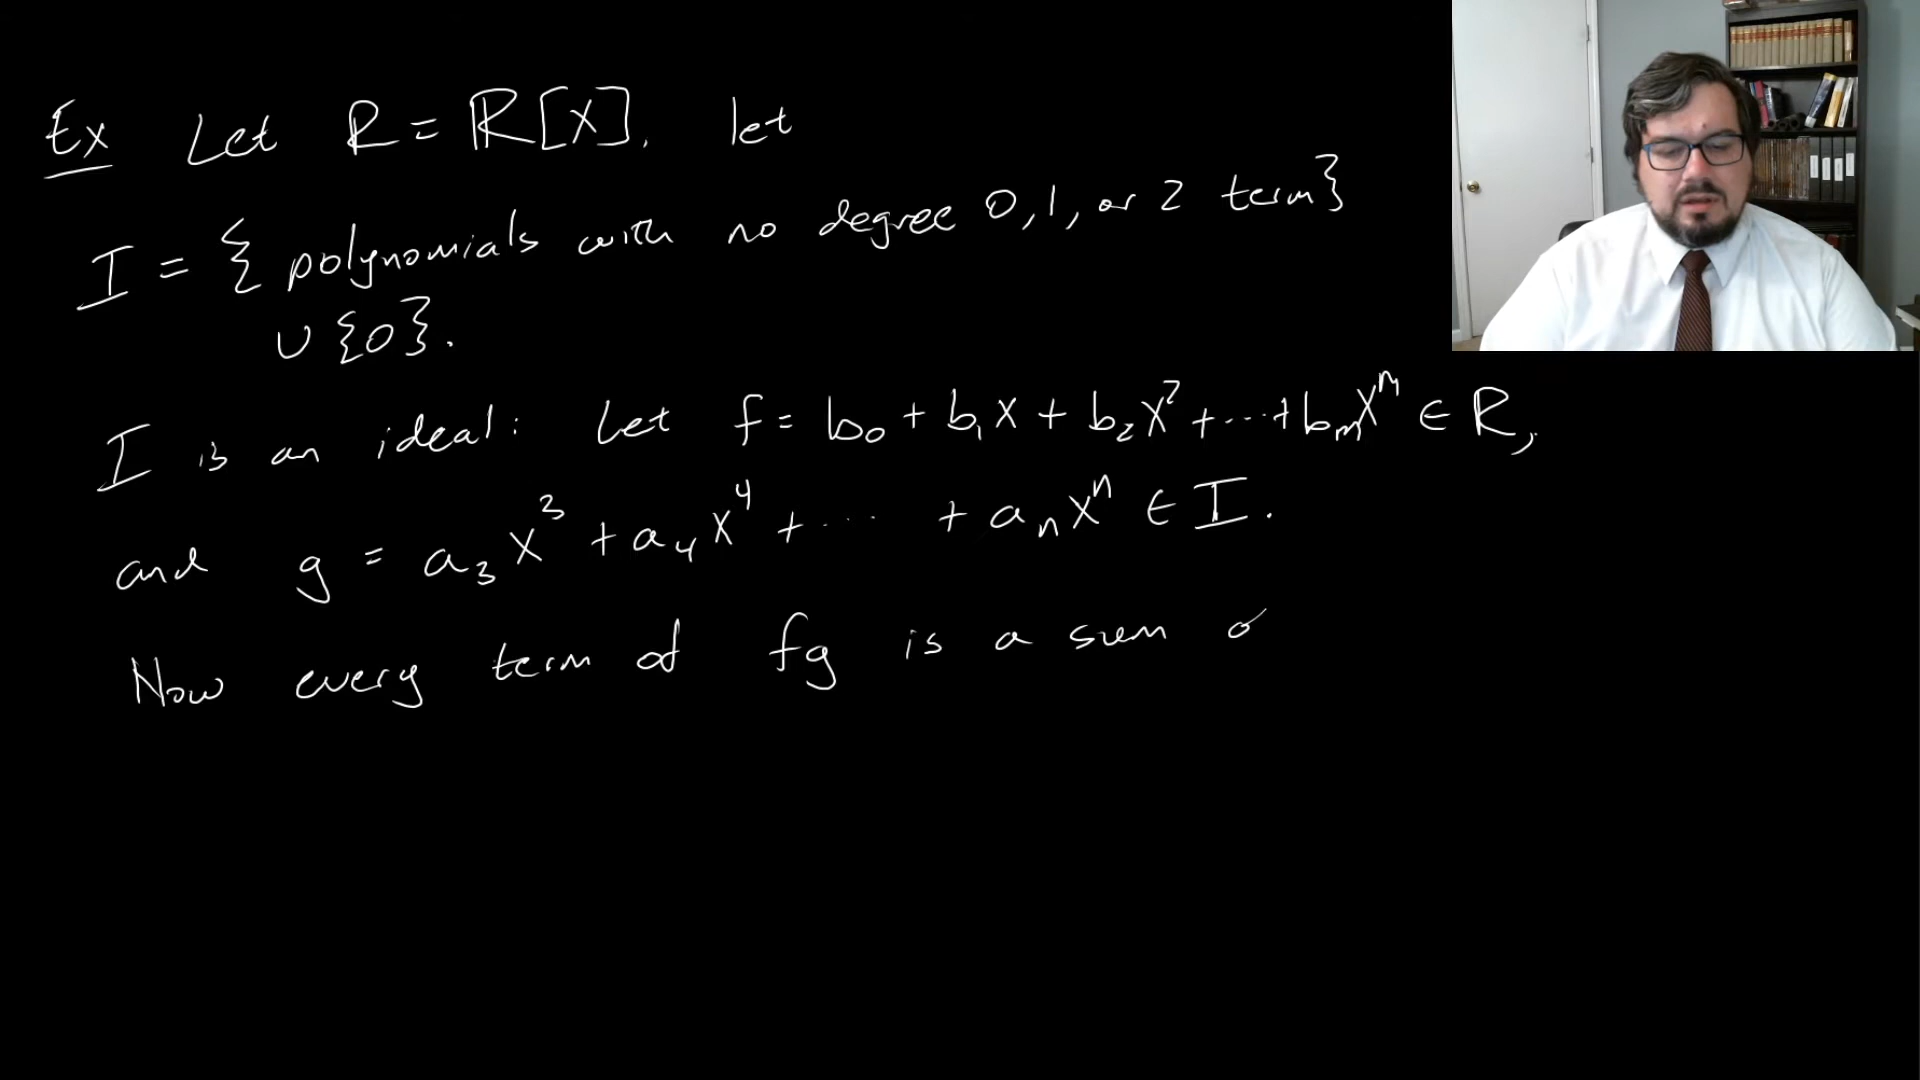 Ex Let R = ℝ[x], let
I = { polynomials with no degree 0, 1, or 2 term}
∪ {0}.
I is an ideal: Let f = b₀ + b₁x + b₂x² + ⋯ + bₘxᵐ ∈ R,
and g = a₃x³ + a₄x⁴ + ⋯ + aₙxⁿ ∈ I.
Now every term of fg is a sum o